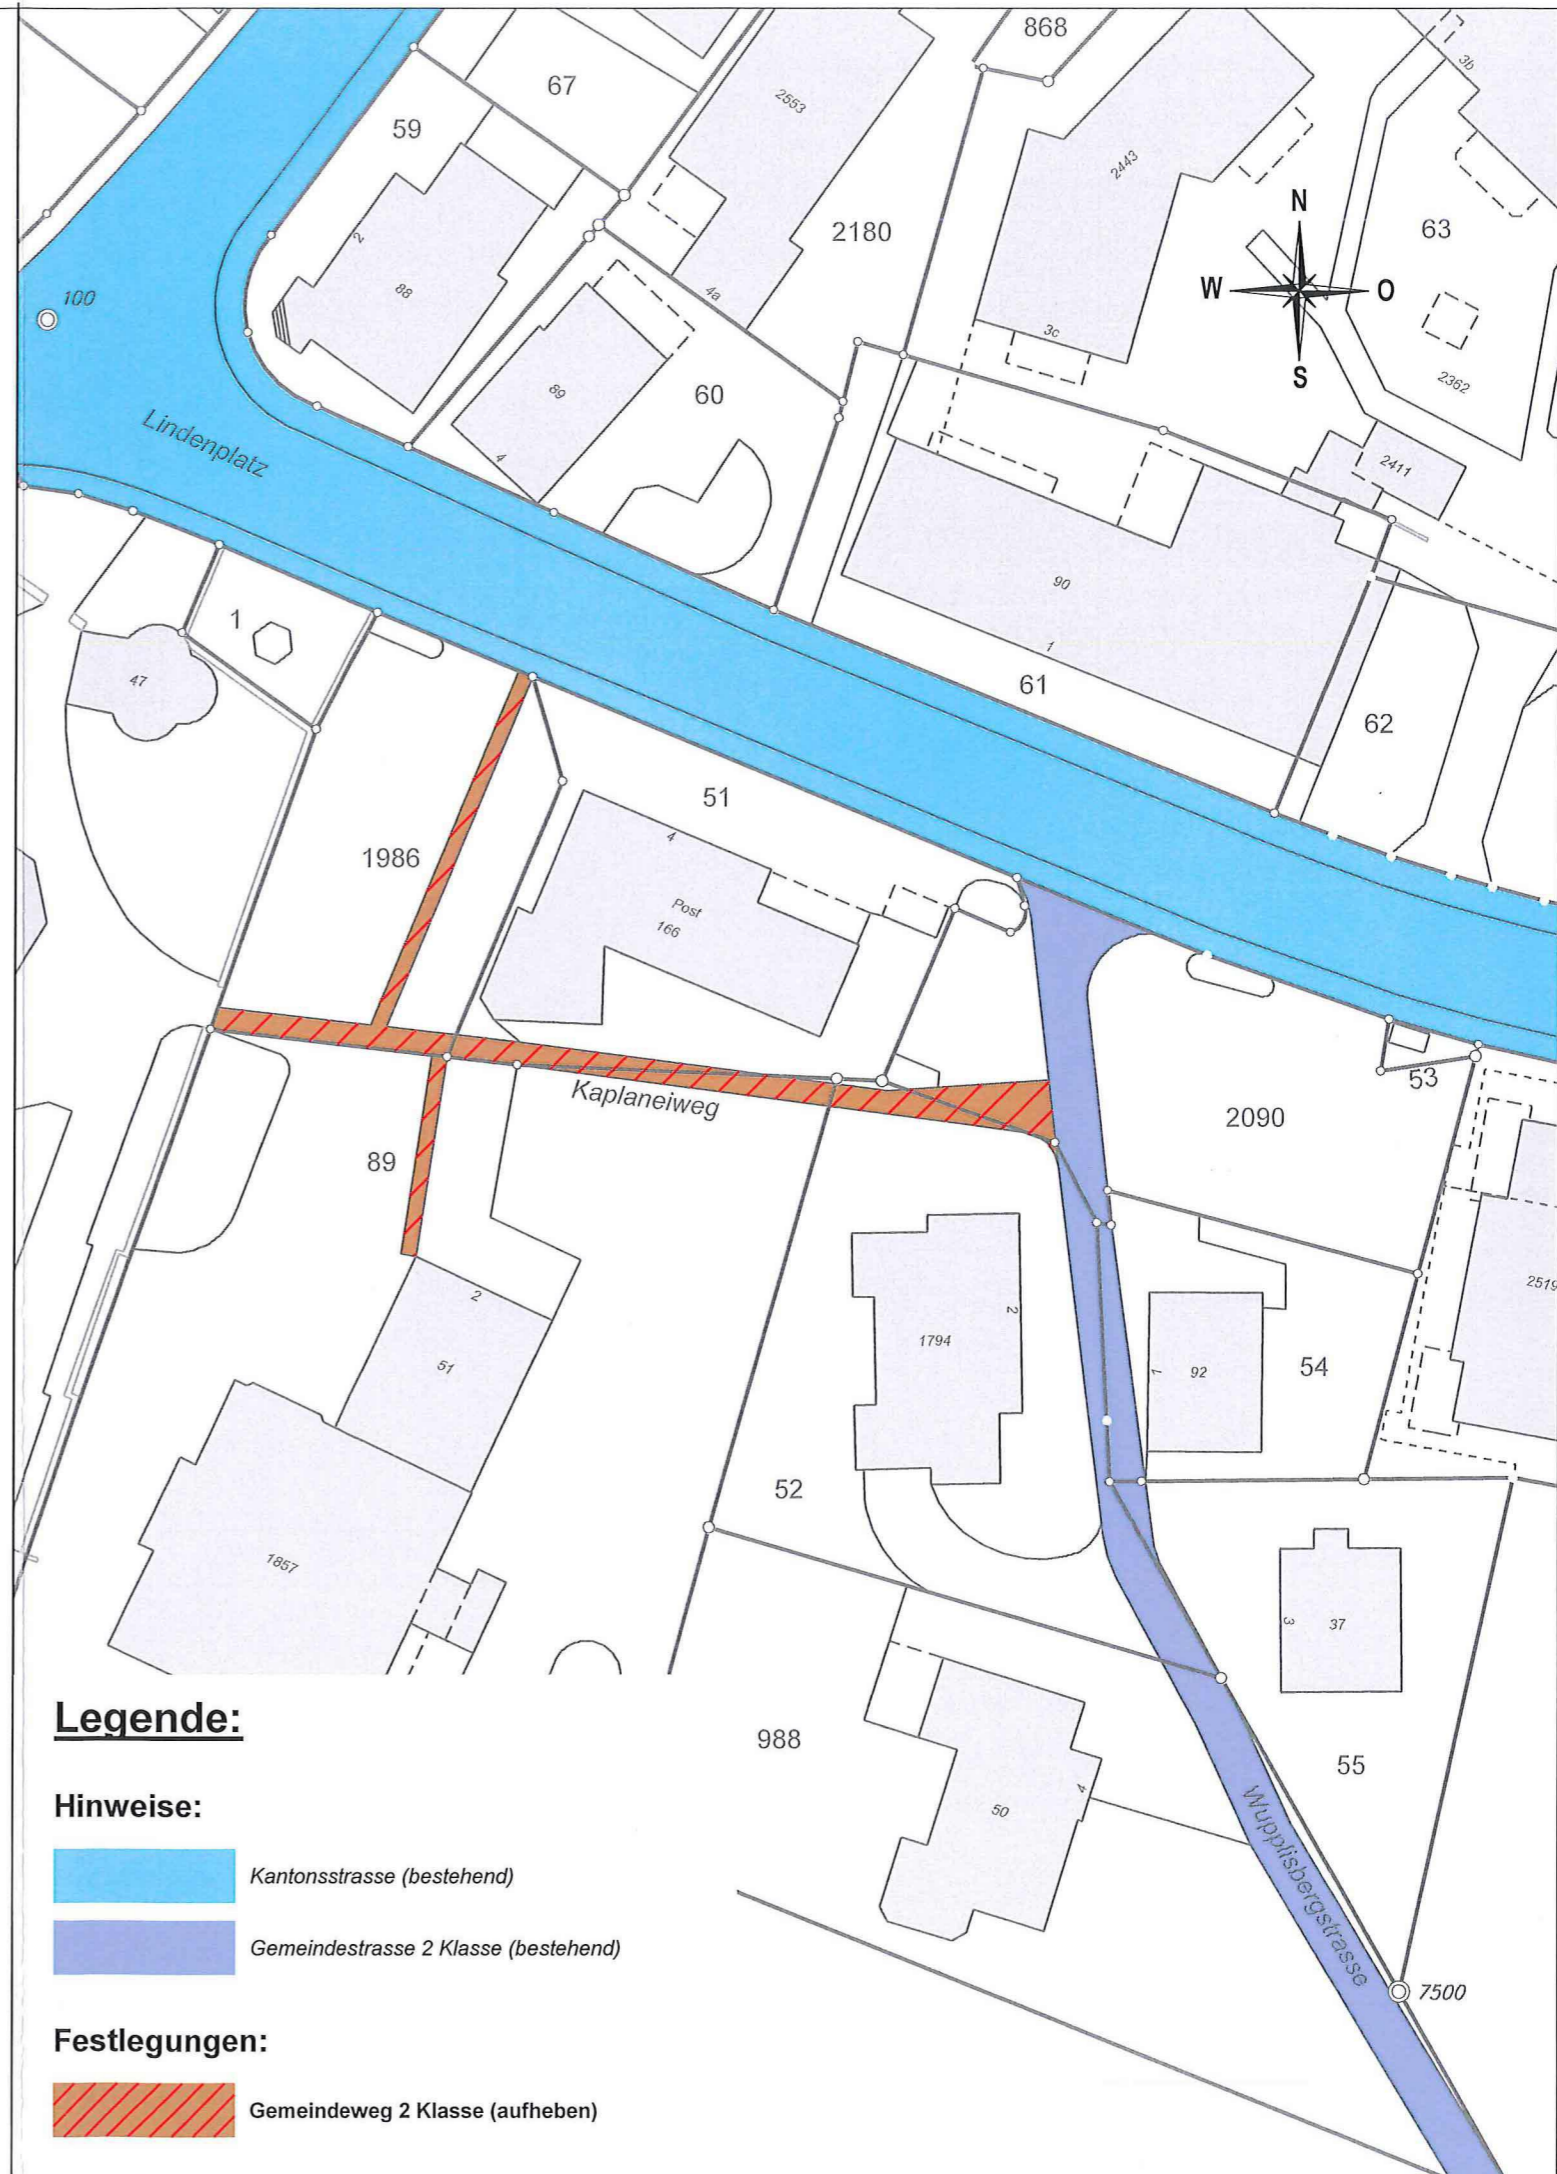 868
67
59
2553
2443
3b
2
88
2180
N
63
W
O
S
4a
3c
100
2362
89
4
60
Lindenplatz
2411
90
1
1
61
47
62
51
4
1986
Post
166
53
Kaplaneiweg
2090
89
2
2519
2
51
1794
1
92
54
52
1857
3
37
Legende:
988
55
4
50
Hinweise:
Wupplisbergstrasse
Kantonsstrasse (bestehend)
Gemeindestrasse 2 Klasse (bestehend)
7500
Festlegungen:
Gemeindeweg 2 Klasse (aufheben)